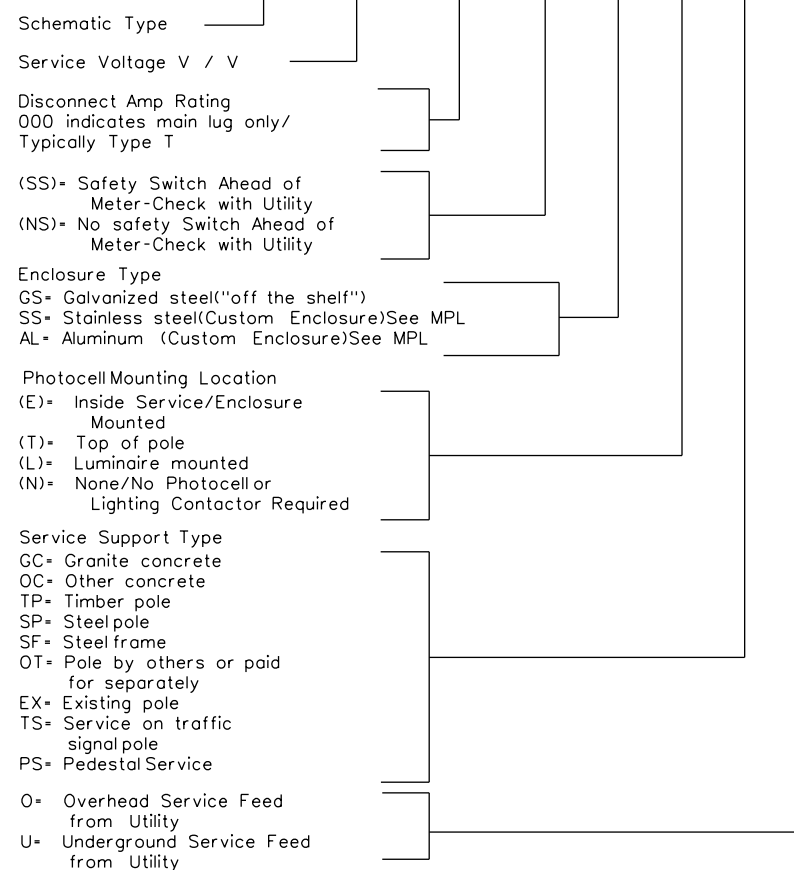 Schematic Type
Service Voltage V / V
Disconnect Amp Rating
000 indicates main lug only/
Typically Type T
(SS)= Safety Switch Ahead of
Meter-Check with Utility
(NS)= No safety Switch Ahead of
Meter-Check with Utility
Enclosure Type
GS= Galvanized steel("off the shelf")
SS= Stainless steel(Custom Enclosure)See MPL
AL= Aluminum (Custom Enclosure)See MPL
Photocell Mounting Location
(E)= Inside Service/Enclosure
Mounted
(T)= Top of pole
(L)= Luminaire mounted
(N)= None/No Photocell or
Lighting Contactor Required
Service Support Type
GC= Granite concrete
OC= Other concrete
TP= Timber pole
SP= Steel pole
SF= Steel frame
OT= Pole by others or paid
for separately
EX= Existing pole
TS= Service on traffic
signal pole
PS= Pedestal Service
O= Overhead Service Feed
from Utility
U= Underground Service Feed
from Utility